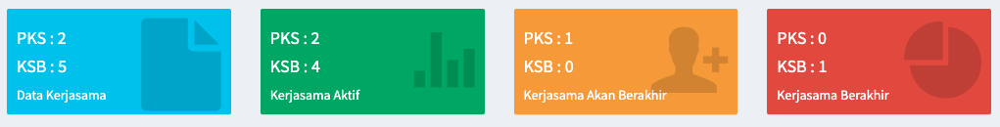 PKS : 2
KSB : 5
Data Kerjasama
PKS : 2
KSB : 4
Kerjasama Aktif
PKS : 1
KSB : 0
Kerjasama Akan Berakhir
PKS : 0
KSB : 1
Kerjasama Berakhir